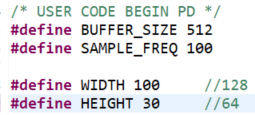 /* USER CODE BEGIN PD */
#define BUFFER_SIZE 512
#define SAMPLE_FREQ 100
#define WIDTH 100 //128
#define HEIGHT 30 //64